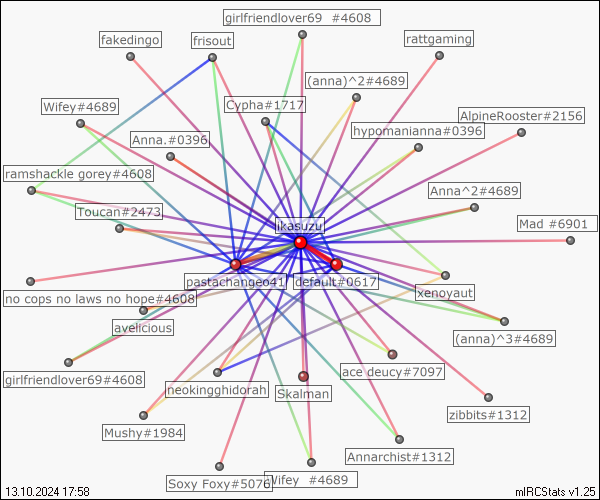 girlfriendlover69 #4608
fakedingo
frisout
rattgaming
(anna)^2#4689
Wifey#4689
Cypha#1717
AlpineRooster#2156
hypomanianna#0396
Anna.#0396
ramshackle gorey#4608
Anna^2#4689
Toucan#2473
ikasuzu
Mad #6901
pastachangeo41
default#0617
xenoyaut
no cops no laws no hope#4608
avelicious
(anna)^3#4689
ace deucy#7097
girlfriendlover69#4608
neokingghidorah
Skalman
zibbits#1312
Mushy#1984
Annarchist#1312
Soxy Foxy#5076
Wifey #4689
13.10.2024 17:58
mIRCStats v1.25